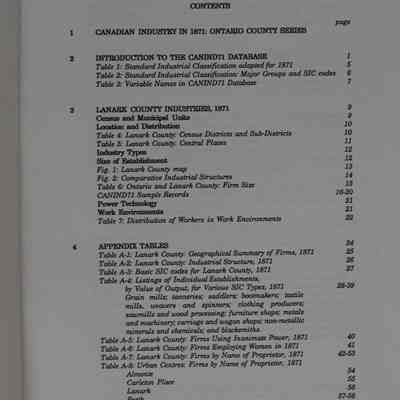 CONTENTS
page
1 CANADIAN INDUSTRY IN 1871: ONTARIO COUNTY SERIES
2 INTRODUCTION TO THE CANIND71 DATABASE 1
Table 1: Standard Industrial Classification adapted for 1871 5
Table 2: Standard Industrial Classification: Major Groups and SIC codes 6
Table 3: Variable Names in CANIND71 Database 7
3 LANARK COUNTY INDUSTRIES, 1871 9
Census and Municipal Units 9
Location and Distribution 10
Table 4: Lanark County: Census Districts and Sub-Districts 10
Table 5: Lanark County: Central Places 11
Industry Types 12
Size of Establishment 12
Fig. 1: Lanark County map 13
Fig. 2: Comparative Industrial Structures 14
Table 6: Ontario and Lanark County: Firm Size 15
CANIND71 Sample Records 16-20
Power Technology 21
Work Environments 21
Table 7: Distribution of Workers in Work Environments 22
4 APPENDIX TABLES 24
Table A-1: Lanark County: Geographical Summary of Firms, 1871 25
Table A-2: Lanark County: Industrial Structure, 1871 26
Table A-3: Basic SIC codes for Lanark County, 1871 27
Table A-4: Listings of Individual Establishments,
by Value of Output, for Various SIC Types, 1871 28-39
Grain mills; tanneries; saddlers; bootmakers; textile
mills, weavers and spinners; clothing producers;
sawmills and wood processing; furniture shops; metals
and machinery; carriage and wagon shops; non-metallic
minerals and chemicals; and blacksmiths.
Table A-5: Lanark County: Firms Using Inanimate Power, 1871 40
Table A-6: Lanark County: Firms Employing Women in 1871 41
Table A-7: Lanark County: Firms by Name of Proprietor, 1871 42-53
Table A-8: Urban Centres: Firms by Name of Proprietor, 1871
Almonte 54
Carleton Place 55
Lanark 56
Perth 57-58